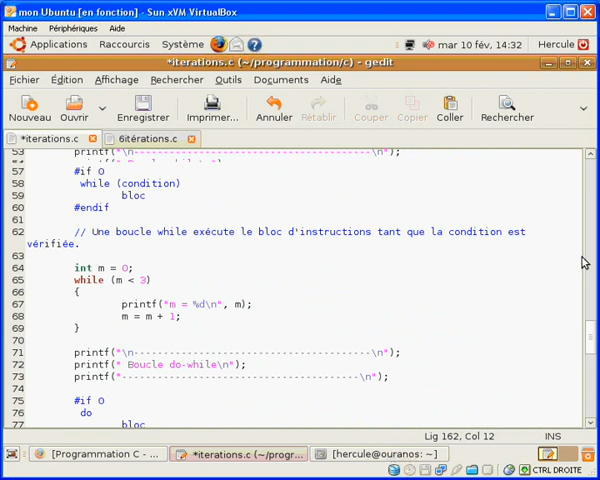 mon Ubuntu [en fonction] - Sun xVM VirtualBox
Machine Périphériques Aide
Applications Raccourcis Système mar 10 fév, 14:32 Hercule
*iterations.c (~/programmation/c) - gedit
Fichier Édition Affichage Rechercher Outils Documents Aide
Nouveau Ouvrir Enregistrer Imprimer... Annuler Rétablir Couper Copier Coller Rechercher
*iterations.c 6itérations.c
53 printf("\n----------------------------------------\n");
57 #if 0
58 while (condition)
59 bloc
60 #endif
61
62 // Une boucle while exécute le bloc d'instructions tant que la condition est
vérifiée.
63
64 int m = 0;
65 while (m < 3)
66 {
67 printf("m = %d\n", m);
68 m = m + 1;
69 }
70
71 printf("\n----------------------------------------\n");
72 printf(" Boucle do-while\n");
73 printf("----------------------------------------\n");
74
75 #if 0
76 do
77 bloc
Lig 162, Col 12 INS
[Programmation C - ... *iterations.c (~/progr... [hercule@ouranos: ~]
CTRL DROITE